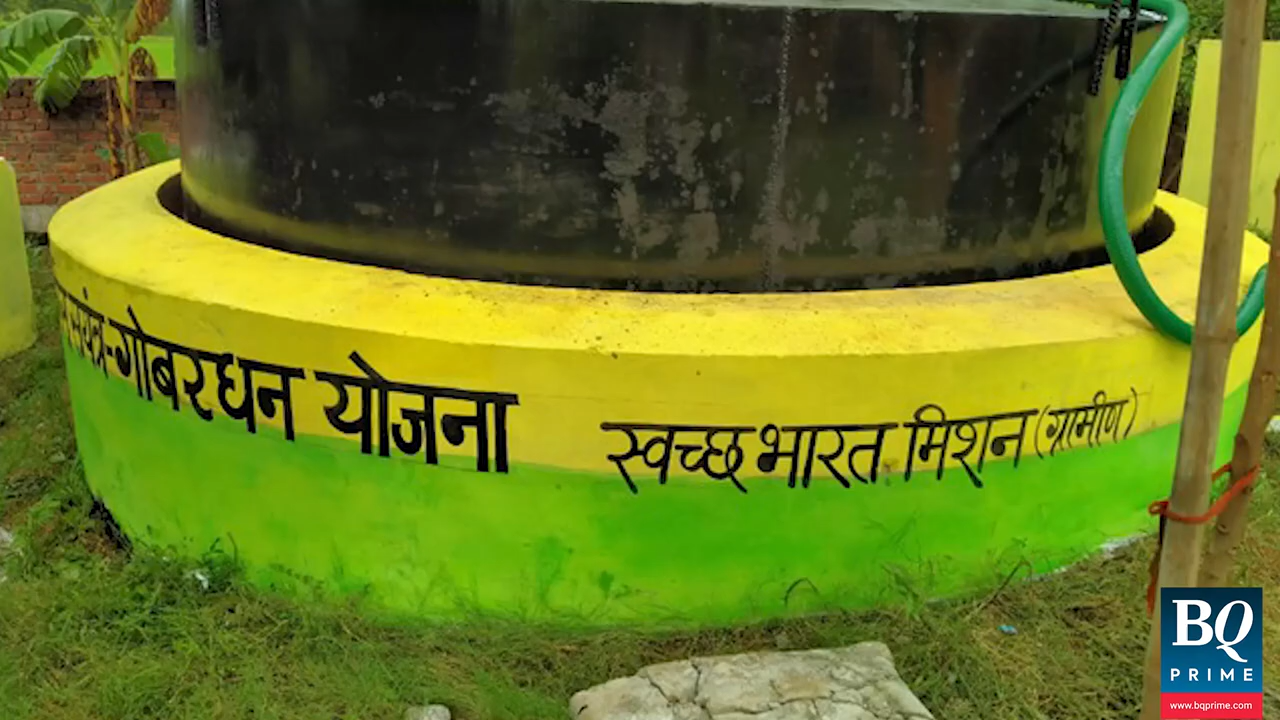 गोबरधन योजना
स्वच्छ भारत मिशन (ग्रामीण)
BQ
PRIME
www.bqprime.com